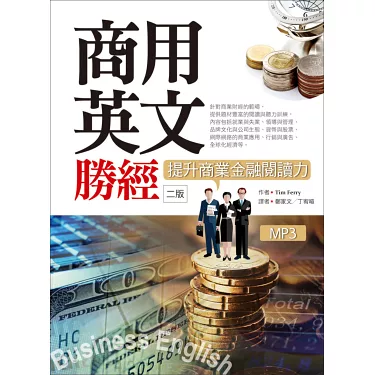 商用
英文
勝經
二版
提升商業金融閱讀力
針對商業財經的範疇，
提供題材豐富的閱讀與聽力訓練，
內容包括就業與失業、領導與管理、
品牌文化與公司生態、貨幣與股票、
網際網路的商業應用、行銷與廣告、
全球化經濟等。
作者◆Tim Ferry
譯者◆鄭家文／丁宥榆
MP3
Business English